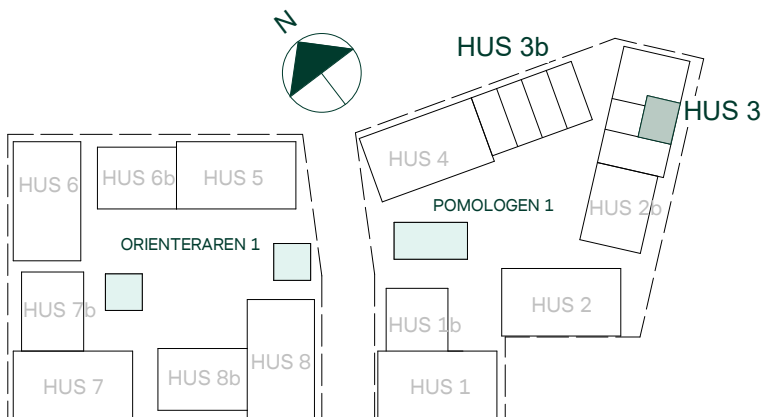 N
HUS 3b
HUS 3
HUS 4
HUS 6
HUS 6b
HUS 5
POMOLOGEN 1
HUS 2b
ORIENTERAREN 1
HUS 7b
HUS 2
HUS 1b
HUS 8
HUS 8b
HUS 7
HUS 1